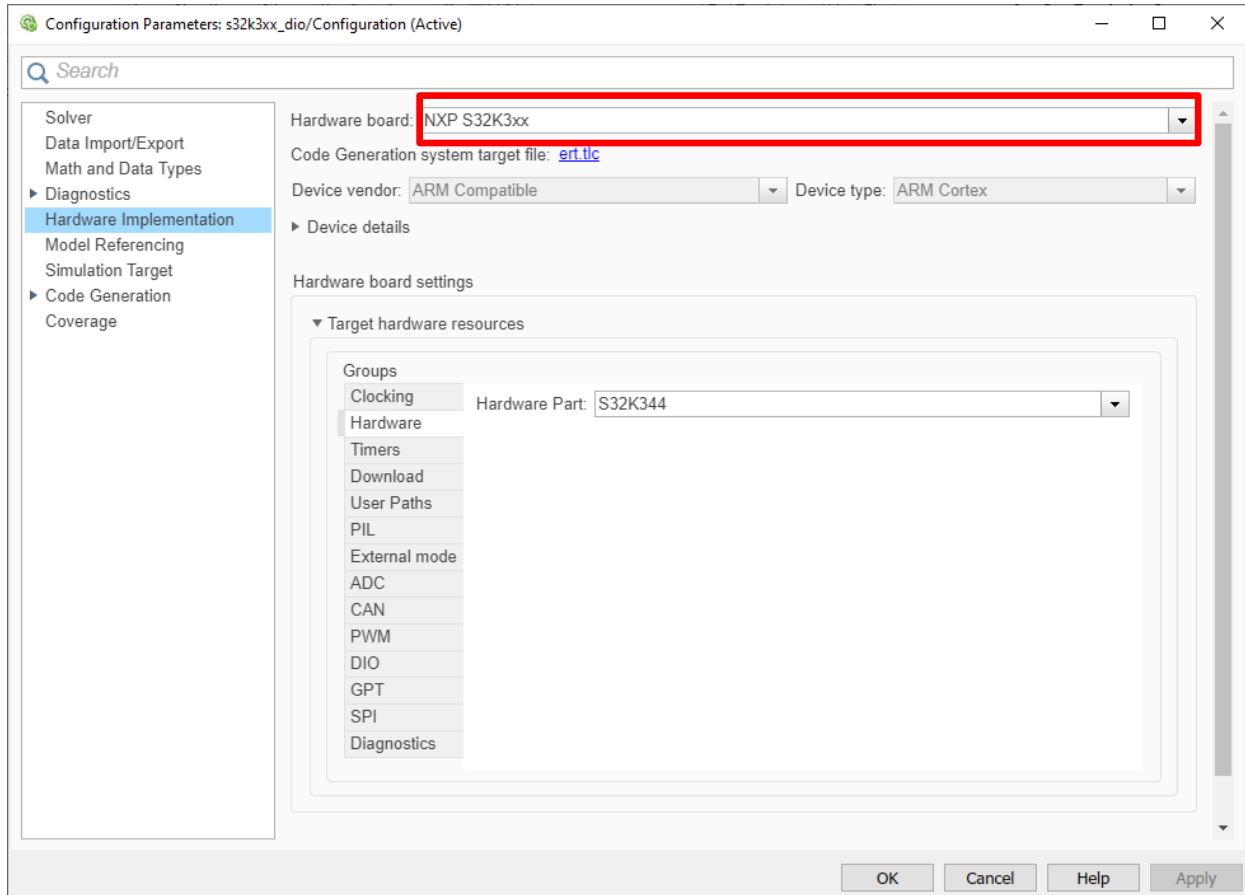 Configuration Parameters: s32k3xx_dio/Configuration (Active)
Search
Solver
Data Import/Export
Math and Data Types
Diagnostics
Hardware Implementation
Model Referencing
Simulation Target
Code Generation
Coverage
Hardware board: NXP S32K3xx
Code Generation system target file: ert.tlc
Device vendor: ARM Compatible Device type: ARM Cortex
Device details
Hardware board settings
Target hardware resources
Groups
Clocking
Hardware
Timers
Download
User Paths
PIL
External mode
ADC
CAN
PWM
DIO
GPT
SPI
Diagnostics
Hardware Part: S32K344
OK Cancel Help Apply